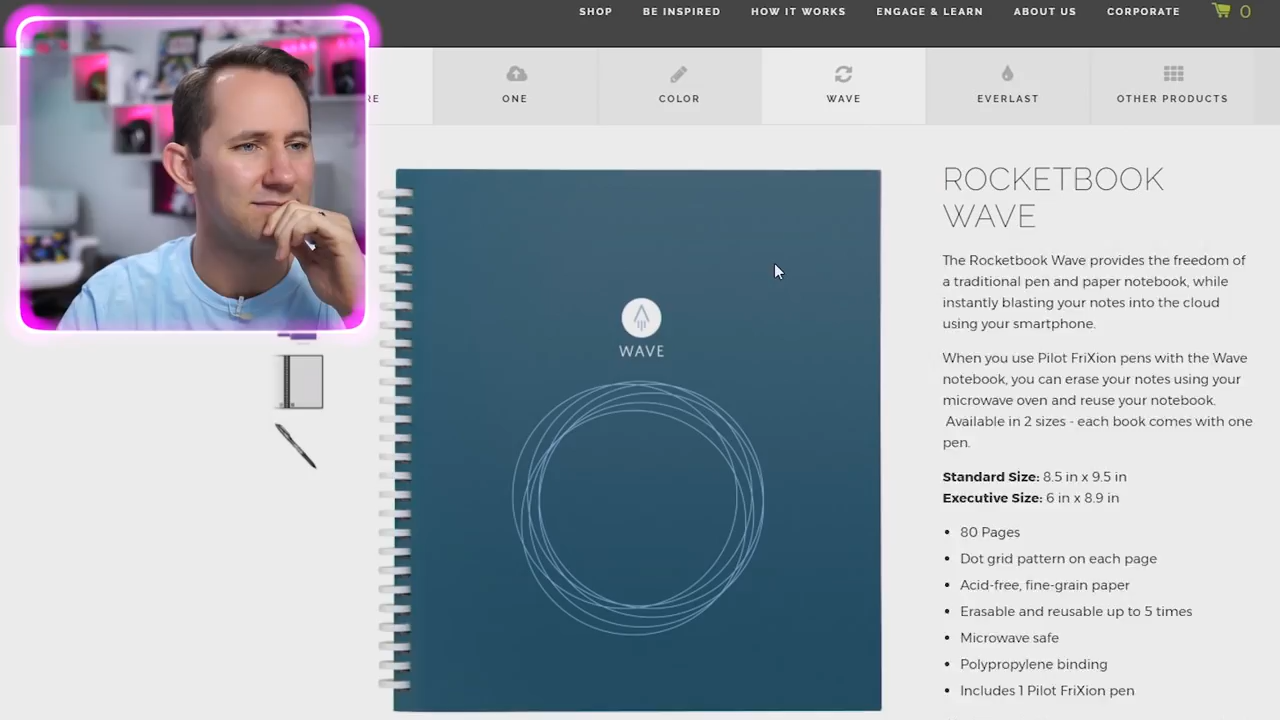 SHOP BE INSPIRED HOW IT WORKS ENGAGE & LEARN ABOUT US CORPORATE 0
ONE COLOR WAVE EVERLAST OTHER PRODUCTS
WAVE
ROCKETBOOK
WAVE
The Rocketbook Wave provides the freedom of
a traditional pen and paper notebook, while
instantly blasting your notes into the cloud
using your smartphone.
When you use Pilot FriXion pens with the Wave
notebook, you can erase your notes using your
microwave oven and reuse your notebook.
Available in 2 sizes - each book comes with one
pen.
Standard Size: 8.5 in x 9.5 in
Executive Size: 6 in x 8.9 in
• 80 Pages
• Dot grid pattern on each page
• Acid-free, fine-grain paper
• Erasable and reusable up to 5 times
• Microwave safe
• Polypropylene binding
• Includes 1 Pilot FriXion pen